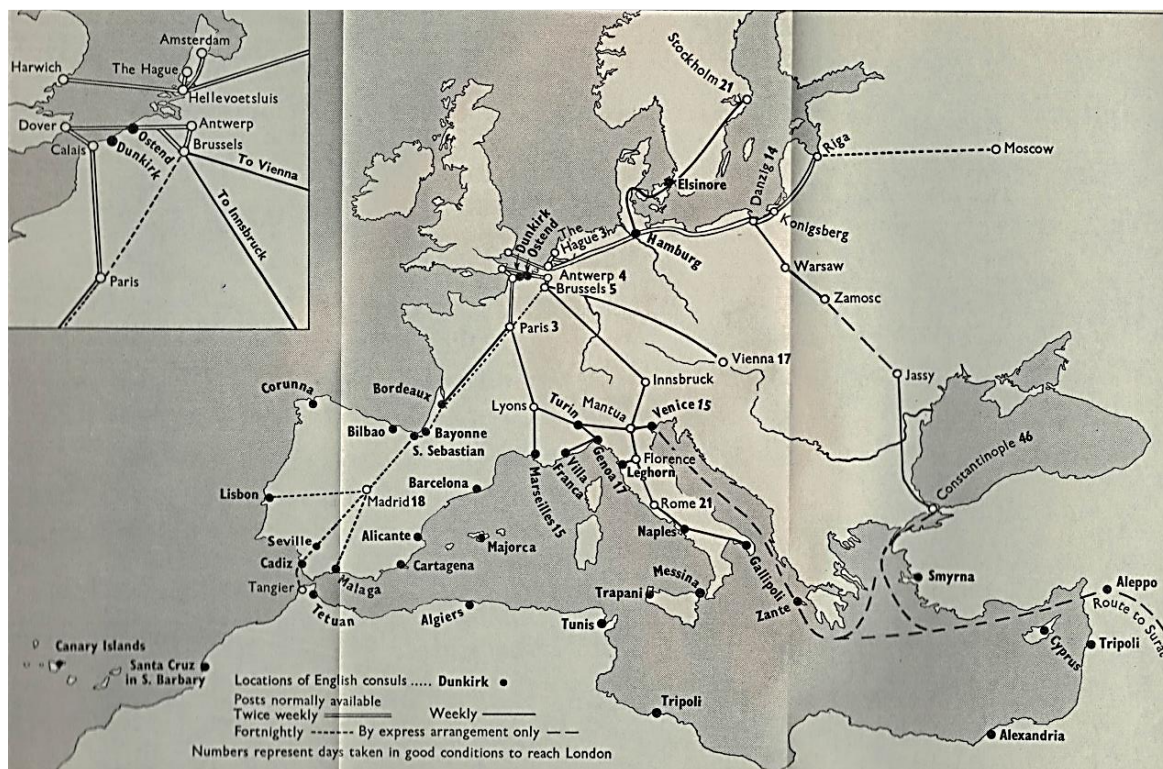 Amsterdam
Harwich
The Hague
Hellevoetsluis
Dover
Antwerp
Calais
Ostend
Dunkirk
Brussels
To Vienna
To Innsbruck
Paris
Stockholm 21
Elsinore
Riga
Moscow
Danzig 14
Konigsberg
Hamburg
Dunkirk
Ostend
The
Hague 3½
Antwerp 4
Brussels 5
Warsaw
Zamosc
Paris 3
Vienna 17
Innsbruck
Jassy
Corunna
Bordeaux
Lyons
Turin
Mantua
Venice 15
Bilbao
Bayonne
S. Sebastian
Florence
Leghorn
Genoa 17
Villa
Franca
Marseilles 15
Constantinople 46
Lisbon
Madrid 18
Barcelona
Rome 21
Naples
Alicante
Majorca
Seville
Cadiz
Cartagena
Malaga
Gallipoli
Tangier
Tetuan
Algiers
Trapani
Messina
Zante
Smyrna
Aleppo
Route to Surat
Tunis
Cyprus
Tripoli
Canary Islands
Santa Cruz
in S. Barbary
Tripoli
Alexandria
Locations of English consuls ..... Dunkirk
Posts normally available
Twice weekly Weekly
Fortnightly By express arrangement only
Numbers represent days taken in good conditions to reach London